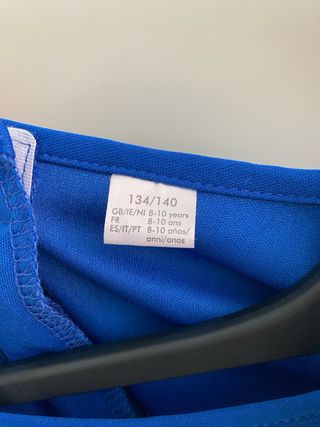 134/140
GB/IE/NI 8-10 years
FR 8-10 ans
ES/IT/PT 8-10 años/
anni/anos